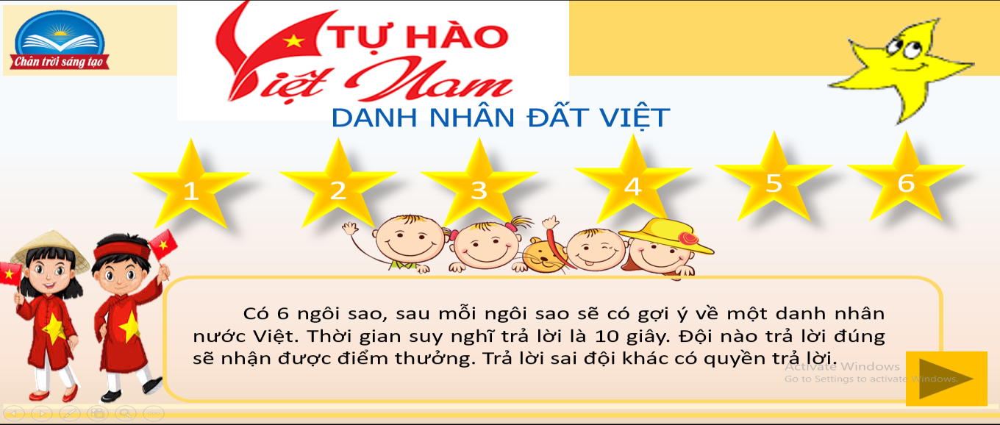 Chân trời sáng tạo
TỰ HÀO
Việt Nam
DANH NHÂN ĐẤT VIỆT
1
2
3
4
5
6
Có 6 ngôi sao, sau mỗi ngôi sao sẽ có gợi ý về một danh nhân
nước Việt. Thời gian suy nghĩ trả lời là 10 giây. Đội nào trả lời đúng
sẽ nhận được điểm thưởng. Trả lời sai đội khác có quyền trả lời.
Activate Windows
Go to Settings to activate Windows.